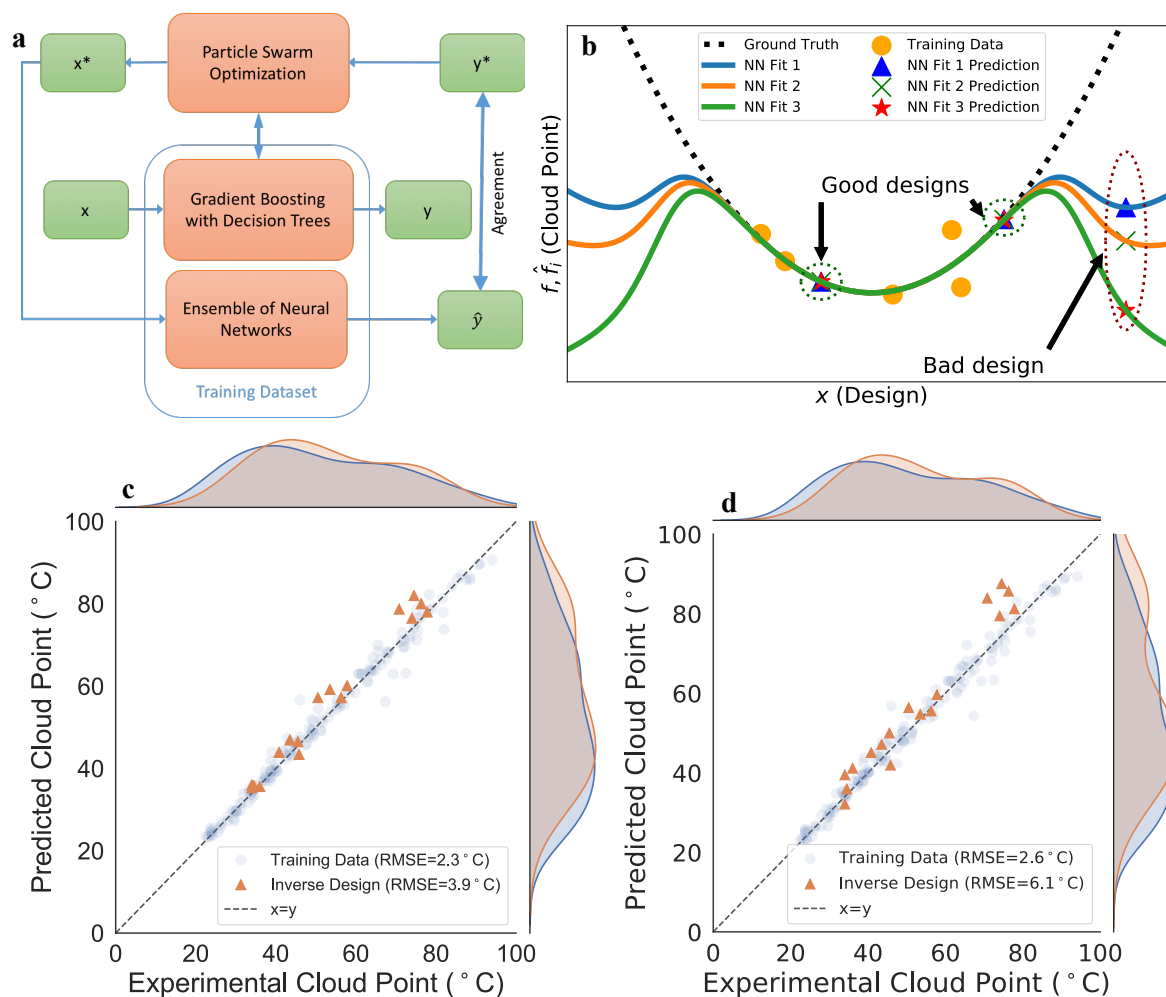 a
x*
Particle Swarm
Optimization
y*
Agreement
x
Gradient Boosting
with Decision Trees
y
Ensemble of Neural
Networks
ŷ
Training Dataset
b
Ground Truth
NN Fit 1
NN Fit 2
NN Fit 3
Training Data
NN Fit 1 Prediction
NN Fit 2 Prediction
NN Fit 3 Prediction
Good designs
Bad design
f, f̂ᵢ (Cloud Point)
x (Design)
c
Predicted Cloud Point (°C)
100
80
60
40
20
0
Training Data (RMSE=2.3°C)
Inverse Design (RMSE=3.9°C)
x=y
0 20 40 60 80 100
Experimental Cloud Point (°C)
d
Predicted Cloud Point (°C)
100
80
60
40
20
0
Training Data (RMSE=2.6°C)
Inverse Design (RMSE=6.1°C)
x=y
0 20 40 60 80 100
Experimental Cloud Point (°C)